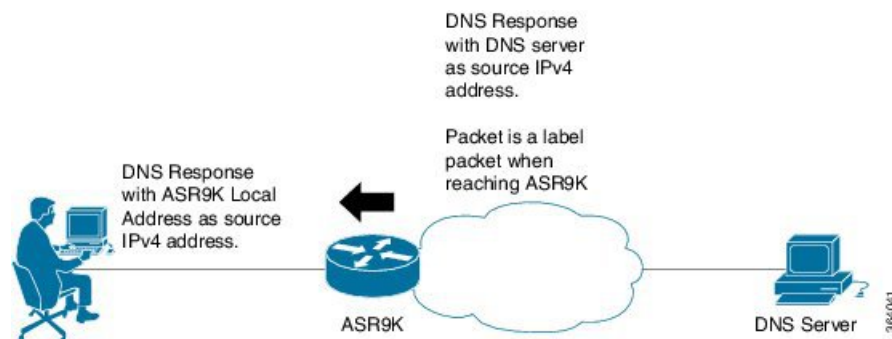 DNS Response
with DNS server
as source IPv4
address.
Packet is a label
packet when
reaching ASR9K
DNS Response
with ASR9K Local
Address as source
IPv4 address.
ASR9K
DNS Server
364041